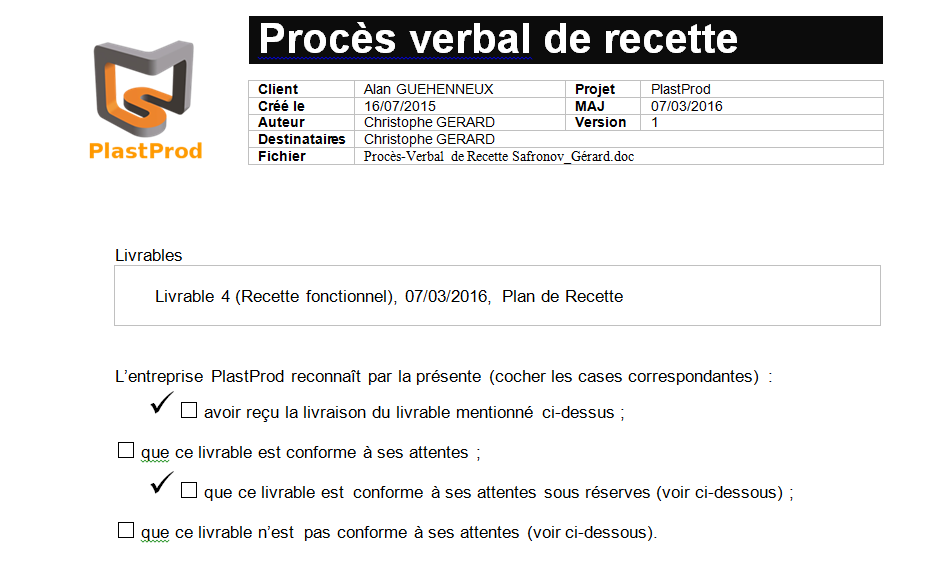 Procès verbal de recette
PlastProd
Client Alan GUEHENNEUX Projet PlastProd
Créé le 16/07/2015 MAJ 07/03/2016
Auteur Christophe GERARD Version 1
Destinataires Christophe GERARD
Fichier Procès-Verbal de Recette Safronov_Gérard.doc
Livrables
Livrable 4 (Recette fonctionnel), 07/03/2016, Plan de Recette
L’entreprise PlastProd reconnaît par la présente (cocher les cases correspondantes) :
✓ ☐ avoir reçu la livraison du livrable mentionné ci-dessus ;
☐ que ce livrable est conforme à ses attentes ;
✓ ☐ que ce livrable est conforme à ses attentes sous réserves (voir ci-dessous) ;
☐ que ce livrable n’est pas conforme à ses attentes (voir ci-dessous).